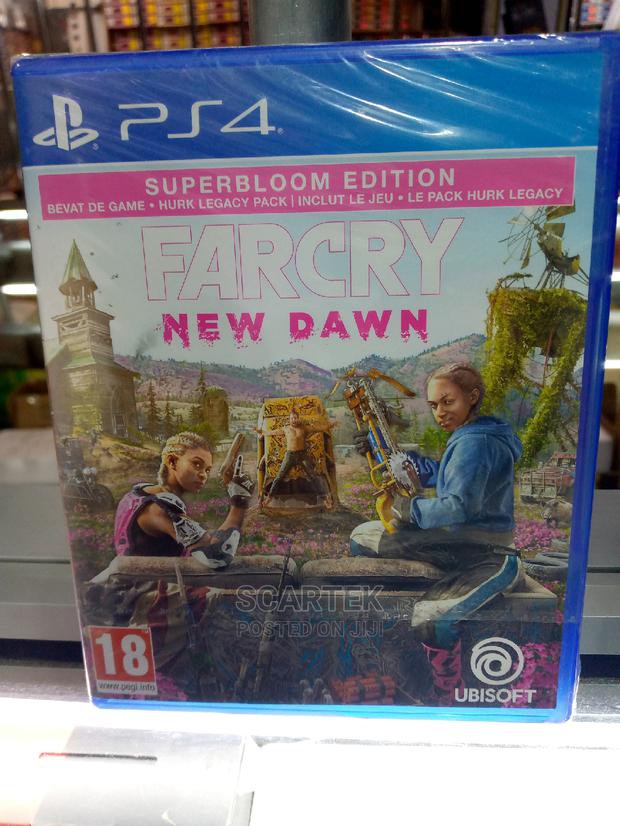 PS4
SUPERBLOOM EDITION
BEVAT DE GAME • HURK LEGACY PACK | INCLUT LE JEU • LE PACK HURK LEGACY
FARCRY
NEW DAWN
SCARTEK
POSTED ON JIJI
18
www.pegi.info
UBISOFT